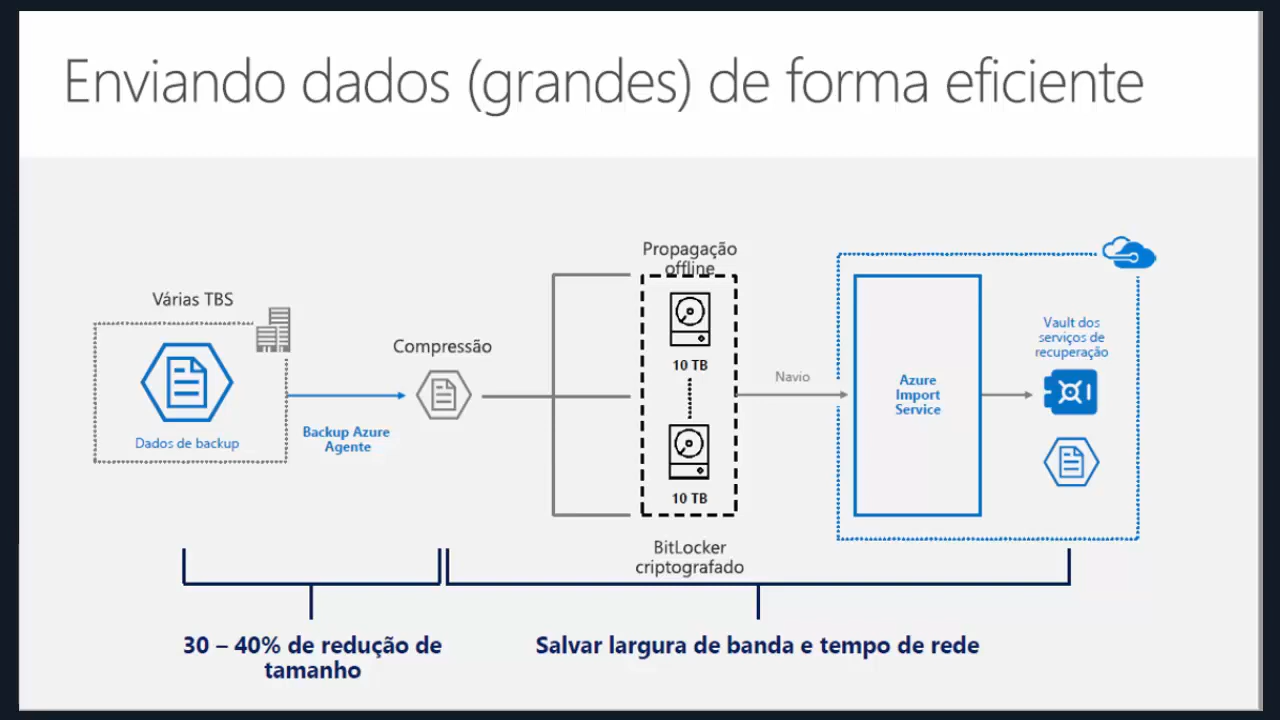 Enviando dados (grandes) de forma eficiente
Várias TBS
Dados de backup
Backup Azure
Agente
Compressão
Propagação
offline
10 TB
10 TB
BitLocker
criptografado
Navio
Azure
Import
Service
Vault dos
serviços de
recuperação
30 – 40% de redução de
tamanho
Salvar largura de banda e tempo de rede